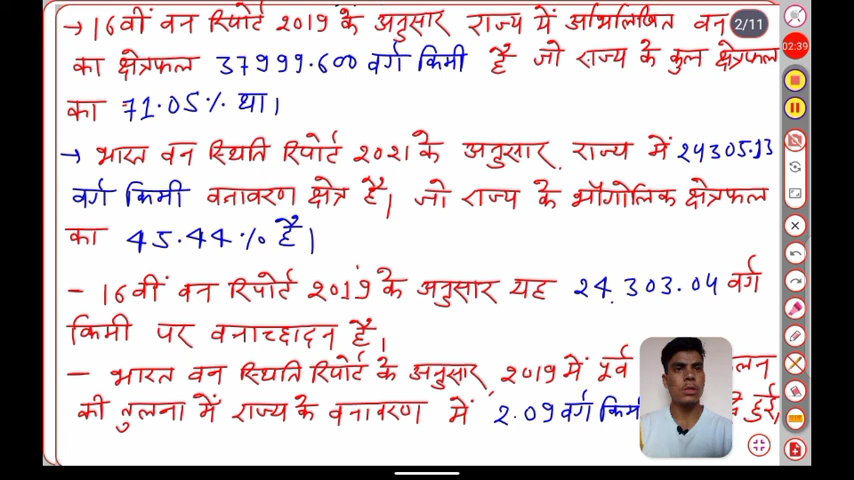 → 16वीं वन रिपोर्ट 2019 के अनुसार राज्य में अभिलिखित वन
2/11
02:39
का क्षेत्रफल 37999.600 वर्ग किमी है जो राज्य के कुल क्षेत्रफल
का 71.05% था।
→ भारत वन स्थिति रिपोर्ट 2021 के अनुसार राज्य में 24305.13
वर्ग किमी वनावरण क्षेत्र है। जो राज्य के भौगोलिक क्षेत्रफल
का 45.44% है।
- 16वीं वन रिपोर्ट 2019 के अनुसार यह 24,303.04 वर्ग
किमी पर वनाच्छादन है।
- भारत वन स्थिति रिपोर्ट के अनुसार, 2019 में पूर्व
की तुलना में राज्य के वनावरण में 2.09 वर्ग किमी हुई।